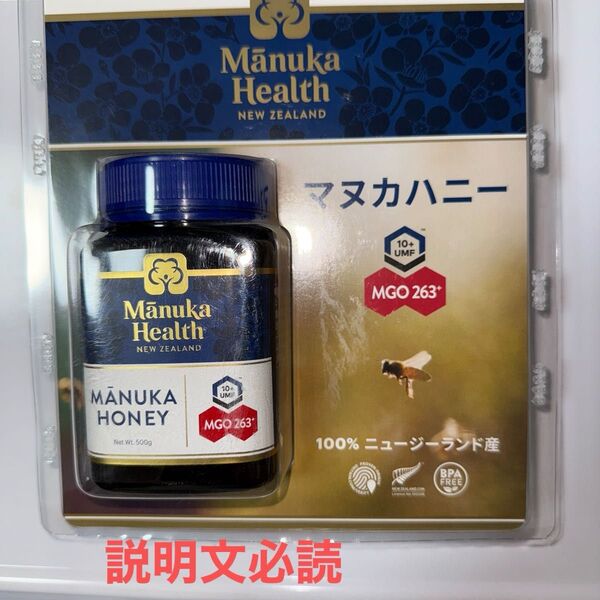 Mānuka
Health
NEW ZEALAND
マヌカハニー
10+
UMF
™
MGO 263+
Mānuka
Health
NEW ZEALAND
MĀNUKA
HONEY
10+
UMF
MGO 263+
Net Wt. 500g
100% ニュージーランド産
BPA
FREE
説明文必読